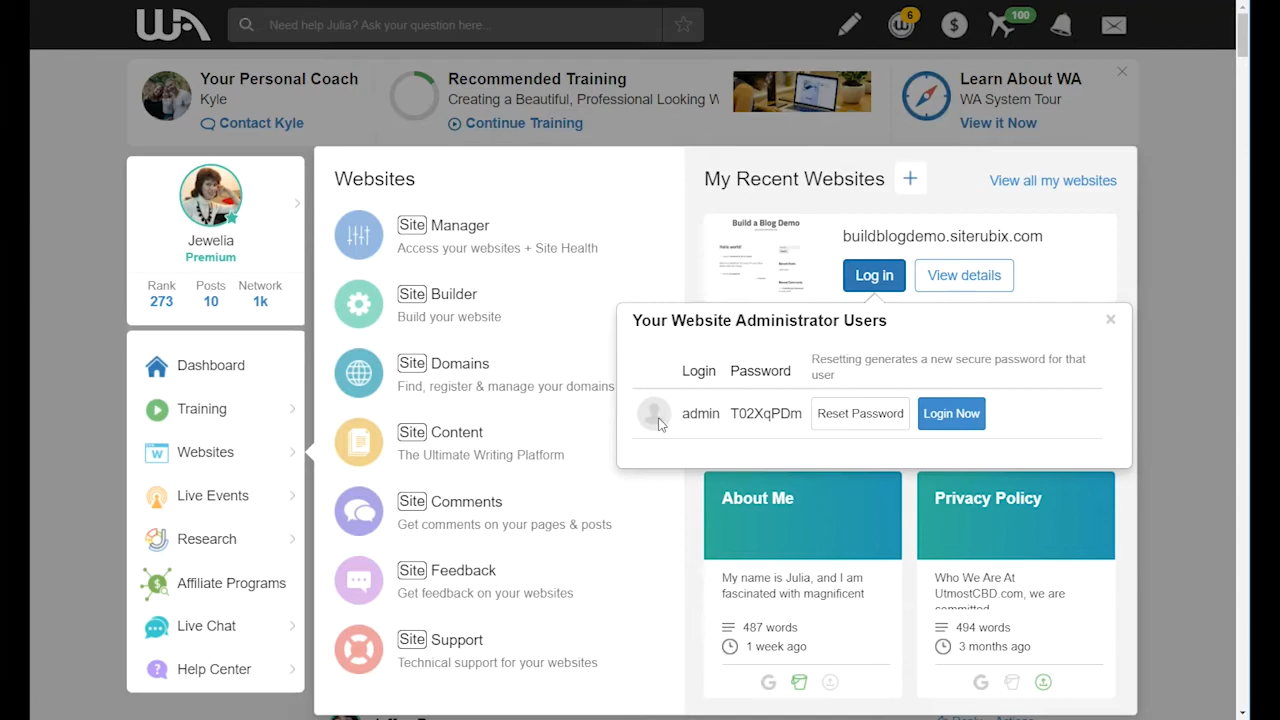 WA
Need help Julia? Ask your question here...
6
$
100
Your Personal Coach
Kyle
Contact Kyle
Recommended Training
Creating a Beautiful, Professional Looking W
Continue Training
Learn About WA
WA System Tour
View it Now
Jewelia
Premium
Rank Posts Network
273 10 1k
Dashboard
Training
Websites
Live Events
Research
Affiliate Programs
Live Chat
Help Center
Websites
Site Manager
Access your websites + Site Health
Site Builder
Build your website
Site Domains
Find, register & manage your domains
Site Content
The Ultimate Writing Platform
Site Comments
Get comments on your pages & posts
Site Feedback
Get feedback on your websites
Site Support
Technical support for your websites
My Recent Websites
View all my websites
Build a Blog Demo
Hello world!
buildblogdemo.siterubix.com
Log in View details
Your Website Administrator Users
Login Password
Resetting generates a new secure password for that
user
admin T02XqPDm Reset Password Login Now
About Me
My name is Julia, and I am
fascinated with magnificent
487 words
1 week ago
Privacy Policy
Who We Are At
UtmostCBD.com, we are
committed
494 words
3 months ago